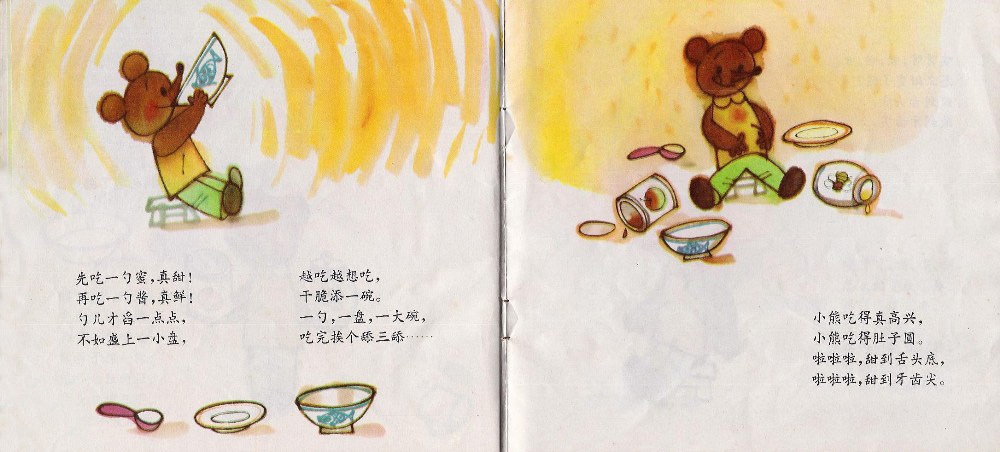 先吃一勺蜜,真甜!
再吃一勺酱,真鲜!
勺儿才舀一点点,
不如盛上一小盘,
越吃越想吃,
干脆添一碗。
一勺,一盘,一大碗,
吃完挨个舔三舔……
小熊吃得真高兴,
小熊吃得肚子圆。
啦啦啦,甜到舌头底,
啦啦啦,甜到牙齿尖。